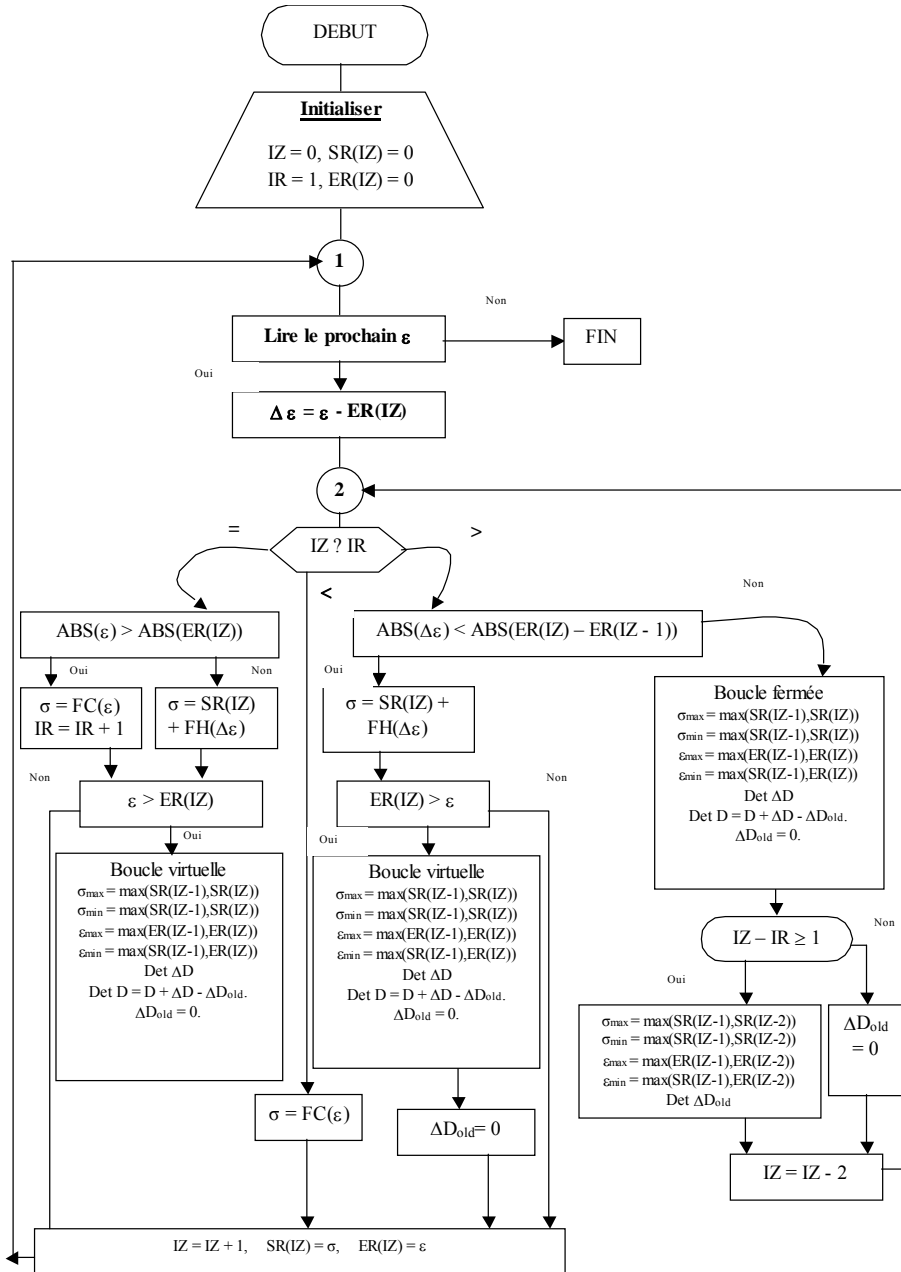 DEBUT
Initialiser
IZ = 0, SR(IZ) = 0
IR = 1, ER(IZ) = 0
1
Non
Lire le prochain ε
FIN
Oui
Δ ε = ε - ER(IZ)
2
=
>
IZ ? IR
<
Non
ABS(ε) > ABS(ER(IZ))
ABS(Δε) < ABS(ER(IZ) – ER(IZ - 1))
Oui
Non
Oui
σ = FC(ε)
IR = IR + 1
σ = SR(IZ)
+ FH(Δε)
σ = SR(IZ) +
FH(Δε)
Boucle fermée
σmax = max(SR(IZ-1),SR(IZ))
σmin = max(SR(IZ-1),SR(IZ))
εmax = max(ER(IZ-1),ER(IZ))
εmin = max(SR(IZ-1),ER(IZ))
Det ΔD
Det D = D + ΔD - ΔDold.
ΔDold = 0.
Non
ε > ER(IZ)
ER(IZ) > ε
Non
Oui
Oui
Boucle virtuelle
σmax = max(SR(IZ-1),SR(IZ))
σmin = max(SR(IZ-1),SR(IZ))
εmax = max(ER(IZ-1),ER(IZ))
εmin = max(SR(IZ-1),ER(IZ))
Det ΔD
Det D = D + ΔD - ΔDold.
ΔDold = 0.
Boucle virtuelle
σmax = max(SR(IZ-1),SR(IZ))
σmin = max(SR(IZ-1),SR(IZ))
εmax = max(ER(IZ-1),ER(IZ))
εmin = max(SR(IZ-1),ER(IZ))
Det ΔD
Det D = D + ΔD - ΔDold.
ΔDold = 0.
IZ – IR ≥ 1
Non
Oui
σmax = max(SR(IZ-1),SR(IZ-2))
σmin = max(SR(IZ-1),SR(IZ-2))
εmax = max(ER(IZ-1),ER(IZ-2))
εmin = max(SR(IZ-1),ER(IZ-2))
Det ΔDold
ΔDold
= 0
σ = FC(ε)
ΔDold= 0
IZ = IZ - 2
IZ = IZ + 1, SR(IZ) = σ, ER(IZ) = ε